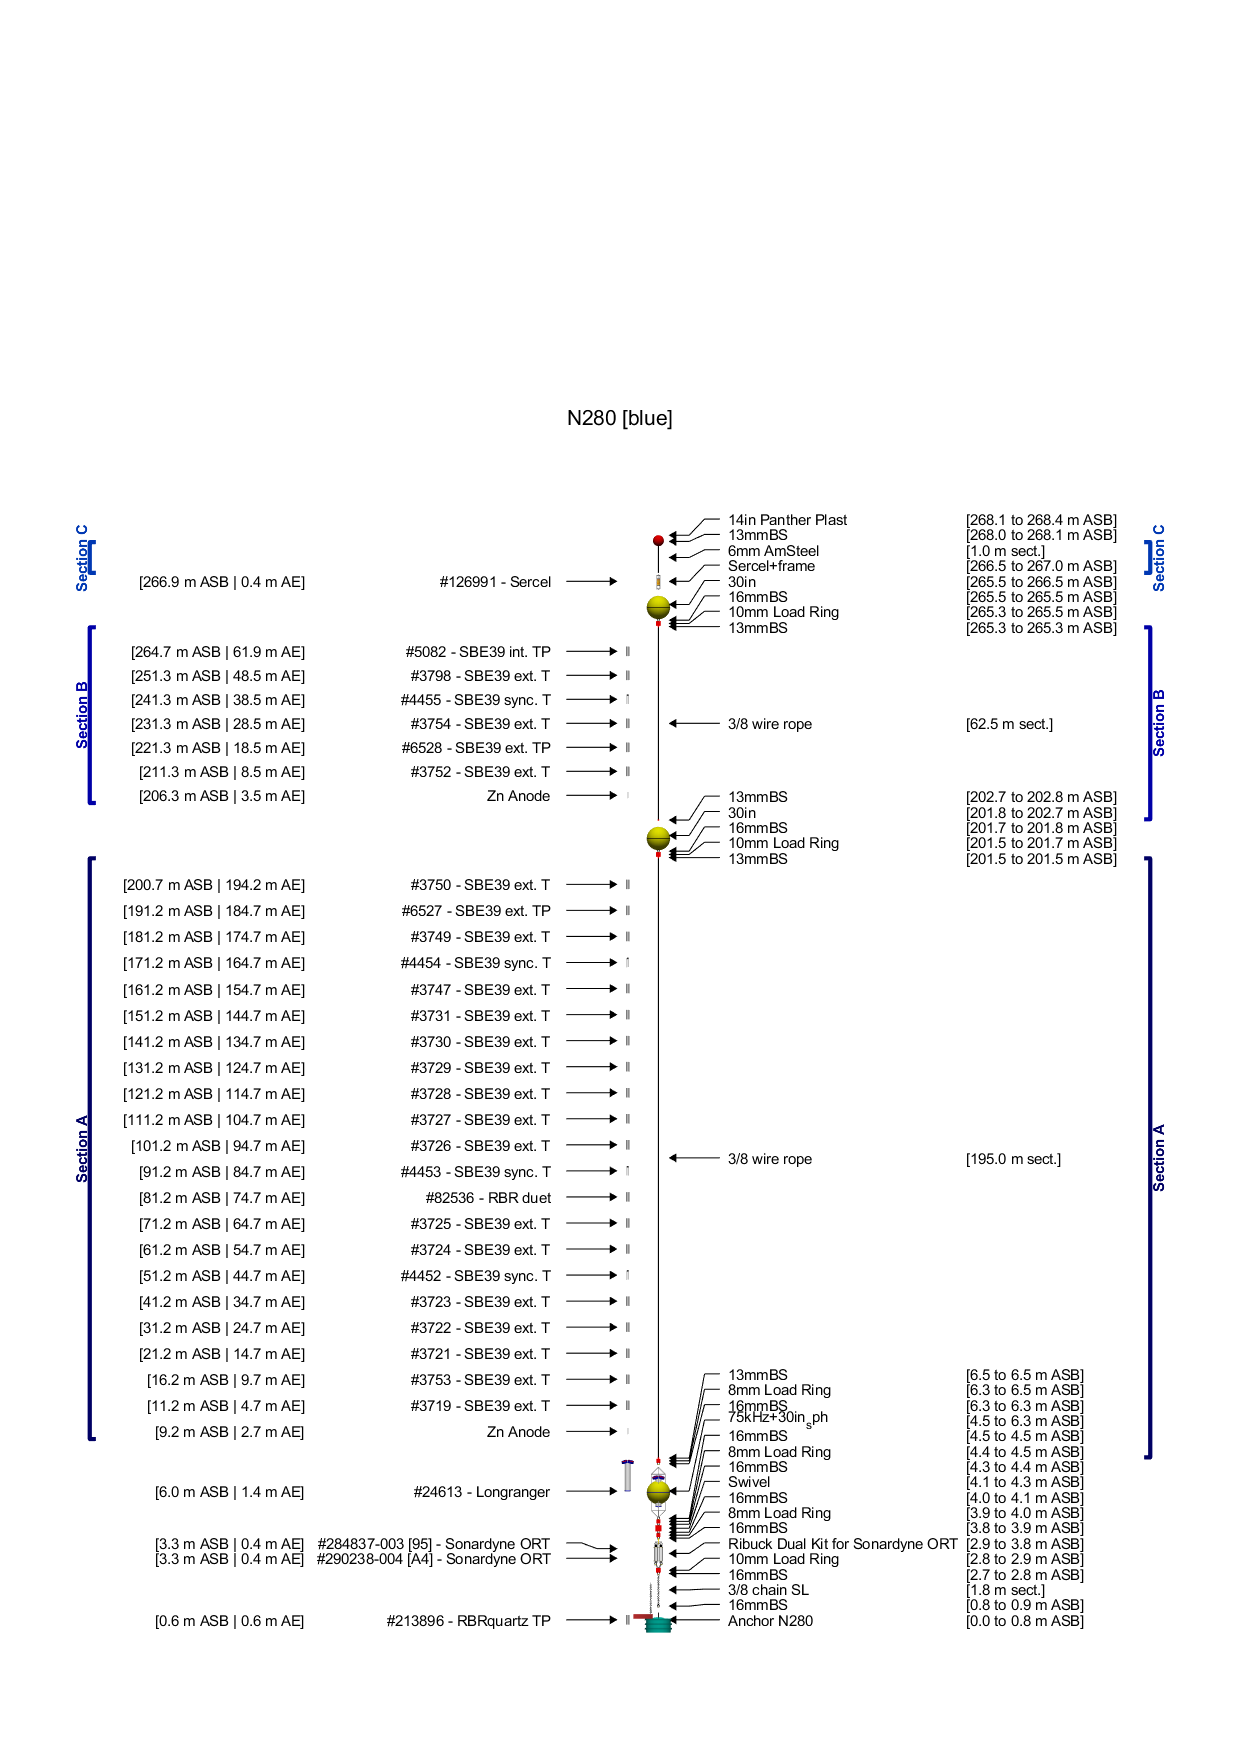 N280 [blue]
Section C
Section C
14in Panther Plast [268.1 to 268.4 m ASB]
13mmBS [268.0 to 268.1 m ASB]
6mm AmSteel [1.0 m sect.]
Sercel+frame [266.5 to 267.0 m ASB]
[266.9 m ASB | 0.4 m AE] #126991 - Sercel 30in [265.5 to 266.5 m ASB]
16mmBS [265.5 to 265.5 m ASB]
10mm Load Ring [265.3 to 265.5 m ASB]
13mmBS [265.3 to 265.3 m ASB]
Section B
Section B
[264.7 m ASB | 61.9 m AE] #5082 - SBE39 int. TP
[251.3 m ASB | 48.5 m AE] #3798 - SBE39 ext. T
[241.3 m ASB | 38.5 m AE] #4455 - SBE39 sync. T
[231.3 m ASB | 28.5 m AE] #3754 - SBE39 ext. T 3/8 wire rope [62.5 m sect.]
[221.3 m ASB | 18.5 m AE] #6528 - SBE39 ext. TP
[211.3 m ASB | 8.5 m AE] #3752 - SBE39 ext. T
[206.3 m ASB | 3.5 m AE] Zn Anode 13mmBS [202.7 to 202.8 m ASB]
30in [201.8 to 202.7 m ASB]
16mmBS [201.7 to 201.8 m ASB]
10mm Load Ring [201.5 to 201.7 m ASB]
13mmBS [201.5 to 201.5 m ASB]
Section A
Section A
[200.7 m ASB | 194.2 m AE] #3750 - SBE39 ext. T
[191.2 m ASB | 184.7 m AE] #6527 - SBE39 ext. TP
[181.2 m ASB | 174.7 m AE] #3749 - SBE39 ext. T
[171.2 m ASB | 164.7 m AE] #4454 - SBE39 sync. T
[161.2 m ASB | 154.7 m AE] #3747 - SBE39 ext. T
[151.2 m ASB | 144.7 m AE] #3731 - SBE39 ext. T
[141.2 m ASB | 134.7 m AE] #3730 - SBE39 ext. T
[131.2 m ASB | 124.7 m AE] #3729 - SBE39 ext. T
[121.2 m ASB | 114.7 m AE] #3728 - SBE39 ext. T
[111.2 m ASB | 104.7 m AE] #3727 - SBE39 ext. T
[101.2 m ASB | 94.7 m AE] #3726 - SBE39 ext. T
3/8 wire rope [195.0 m sect.]
[91.2 m ASB | 84.7 m AE] #4453 - SBE39 sync. T
[81.2 m ASB | 74.7 m AE] #82536 - RBR duet
[71.2 m ASB | 64.7 m AE] #3725 - SBE39 ext. T
[61.2 m ASB | 54.7 m AE] #3724 - SBE39 ext. T
[51.2 m ASB | 44.7 m AE] #4452 - SBE39 sync. T
[41.2 m ASB | 34.7 m AE] #3723 - SBE39 ext. T
[31.2 m ASB | 24.7 m AE] #3722 - SBE39 ext. T
[21.2 m ASB | 14.7 m AE] #3721 - SBE39 ext. T
[16.2 m ASB | 9.7 m AE] #3753 - SBE39 ext. T
[11.2 m ASB | 4.7 m AE] #3719 - SBE39 ext. T
[9.2 m ASB | 2.7 m AE] Zn Anode
13mmBS [6.5 to 6.5 m ASB]
8mm Load Ring [6.3 to 6.5 m ASB]
16mmBS [6.3 to 6.3 m ASB]
75kHz+30in_sph [4.5 to 6.3 m ASB]
16mmBS [4.5 to 4.5 m ASB]
8mm Load Ring [4.4 to 4.5 m ASB]
16mmBS [4.3 to 4.4 m ASB]
Swivel [4.1 to 4.3 m ASB]
[6.0 m ASB | 1.4 m AE] #24613 - Longranger
16mmBS [4.0 to 4.1 m ASB]
8mm Load Ring [3.9 to 4.0 m ASB]
16mmBS [3.8 to 3.9 m ASB]
[3.3 m ASB | 0.4 m AE] #284837-003 [95] - Sonardyne ORT Ribuck Dual Kit for Sonardyne ORT [2.9 to 3.8 m ASB]
[3.3 m ASB | 0.4 m AE] #290238-004 [A4] - Sonardyne ORT 10mm Load Ring [2.8 to 2.9 m ASB]
16mmBS [2.7 to 2.8 m ASB]
3/8 chain SL [1.8 m sect.]
16mmBS [0.8 to 0.9 m ASB]
[0.6 m ASB | 0.6 m AE] #213896 - RBRquartz TP Anchor N280 [0.0 to 0.8 m ASB]